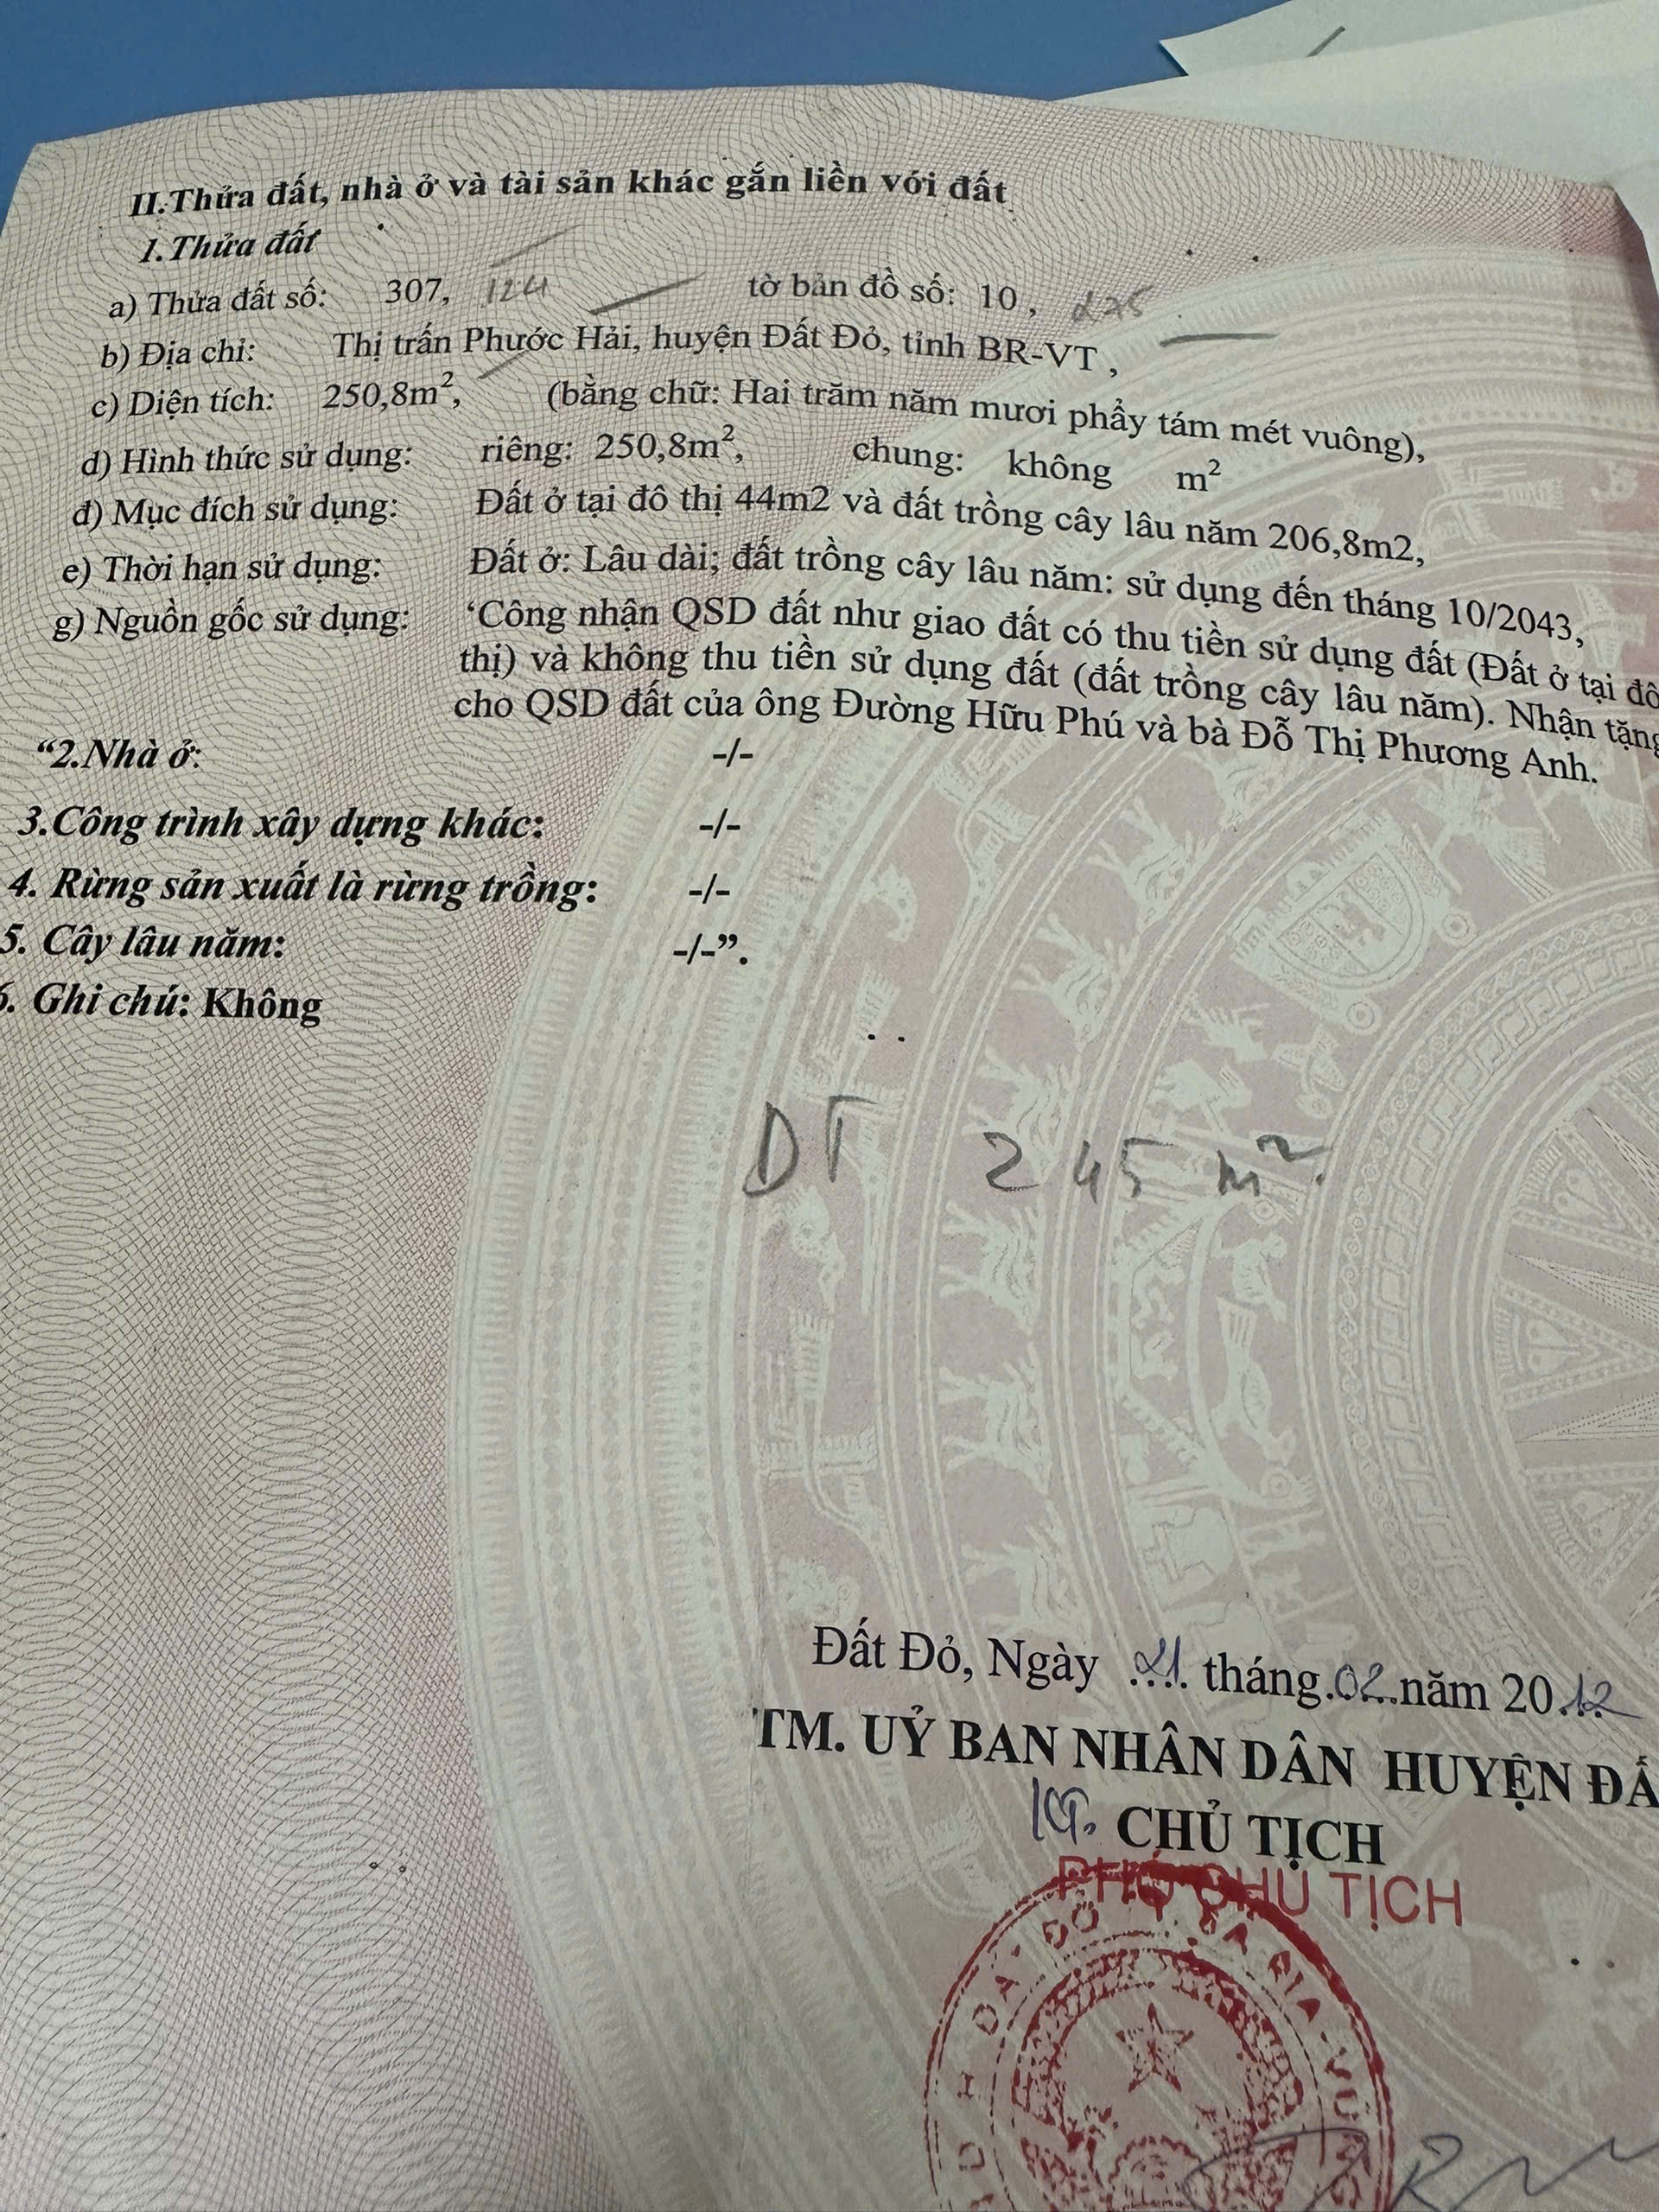 II.Thửa đất, nhà ở và tài sản khác gắn liền với đất
1.Thửa đất
a) Thửa đất số: 307, 124 tờ bản đồ số: 10 , 275
b) Địa chỉ: Thị trấn Phước Hải, huyện Đất Đỏ, tỉnh BR-VT ,
c) Diện tích: 250,8m², (bằng chữ: Hai trăm năm mươi phẩy tám mét vuông),
d) Hình thức sử dụng: riêng: 250,8m², chung: không m²
đ) Mục đích sử dụng: Đất ở tại đô thị 44m2 và đất trồng cây lâu năm 206,8m2,
e) Thời hạn sử dụng: Đất ở: Lâu dài; đất trồng cây lâu năm: sử dụng đến tháng 10/2043,
g) Nguồn gốc sử dụng: ‘Công nhận QSD đất như giao đất có thu tiền sử dụng đất (Đất ở tại đô
thị) và không thu tiền sử dụng đất (đất trồng cây lâu năm). Nhận tặng
cho QSD đất của ông Đường Hữu Phú và bà Đỗ Thị Phương Anh.
“2.Nhà ở: -/-
3.Công trình xây dựng khác: -/-
4. Rừng sản xuất là rừng trồng: -/-
5. Cây lâu năm: -/-”.
6. Ghi chú: Không
DT 245 m².
Đất Đỏ, Ngày 21 tháng.02..năm 20.12
TM. UỶ BAN NHÂN DÂN HUYỆN ĐẤ
KT. CHỦ TỊCH
PHÓ CHỦ TỊCH